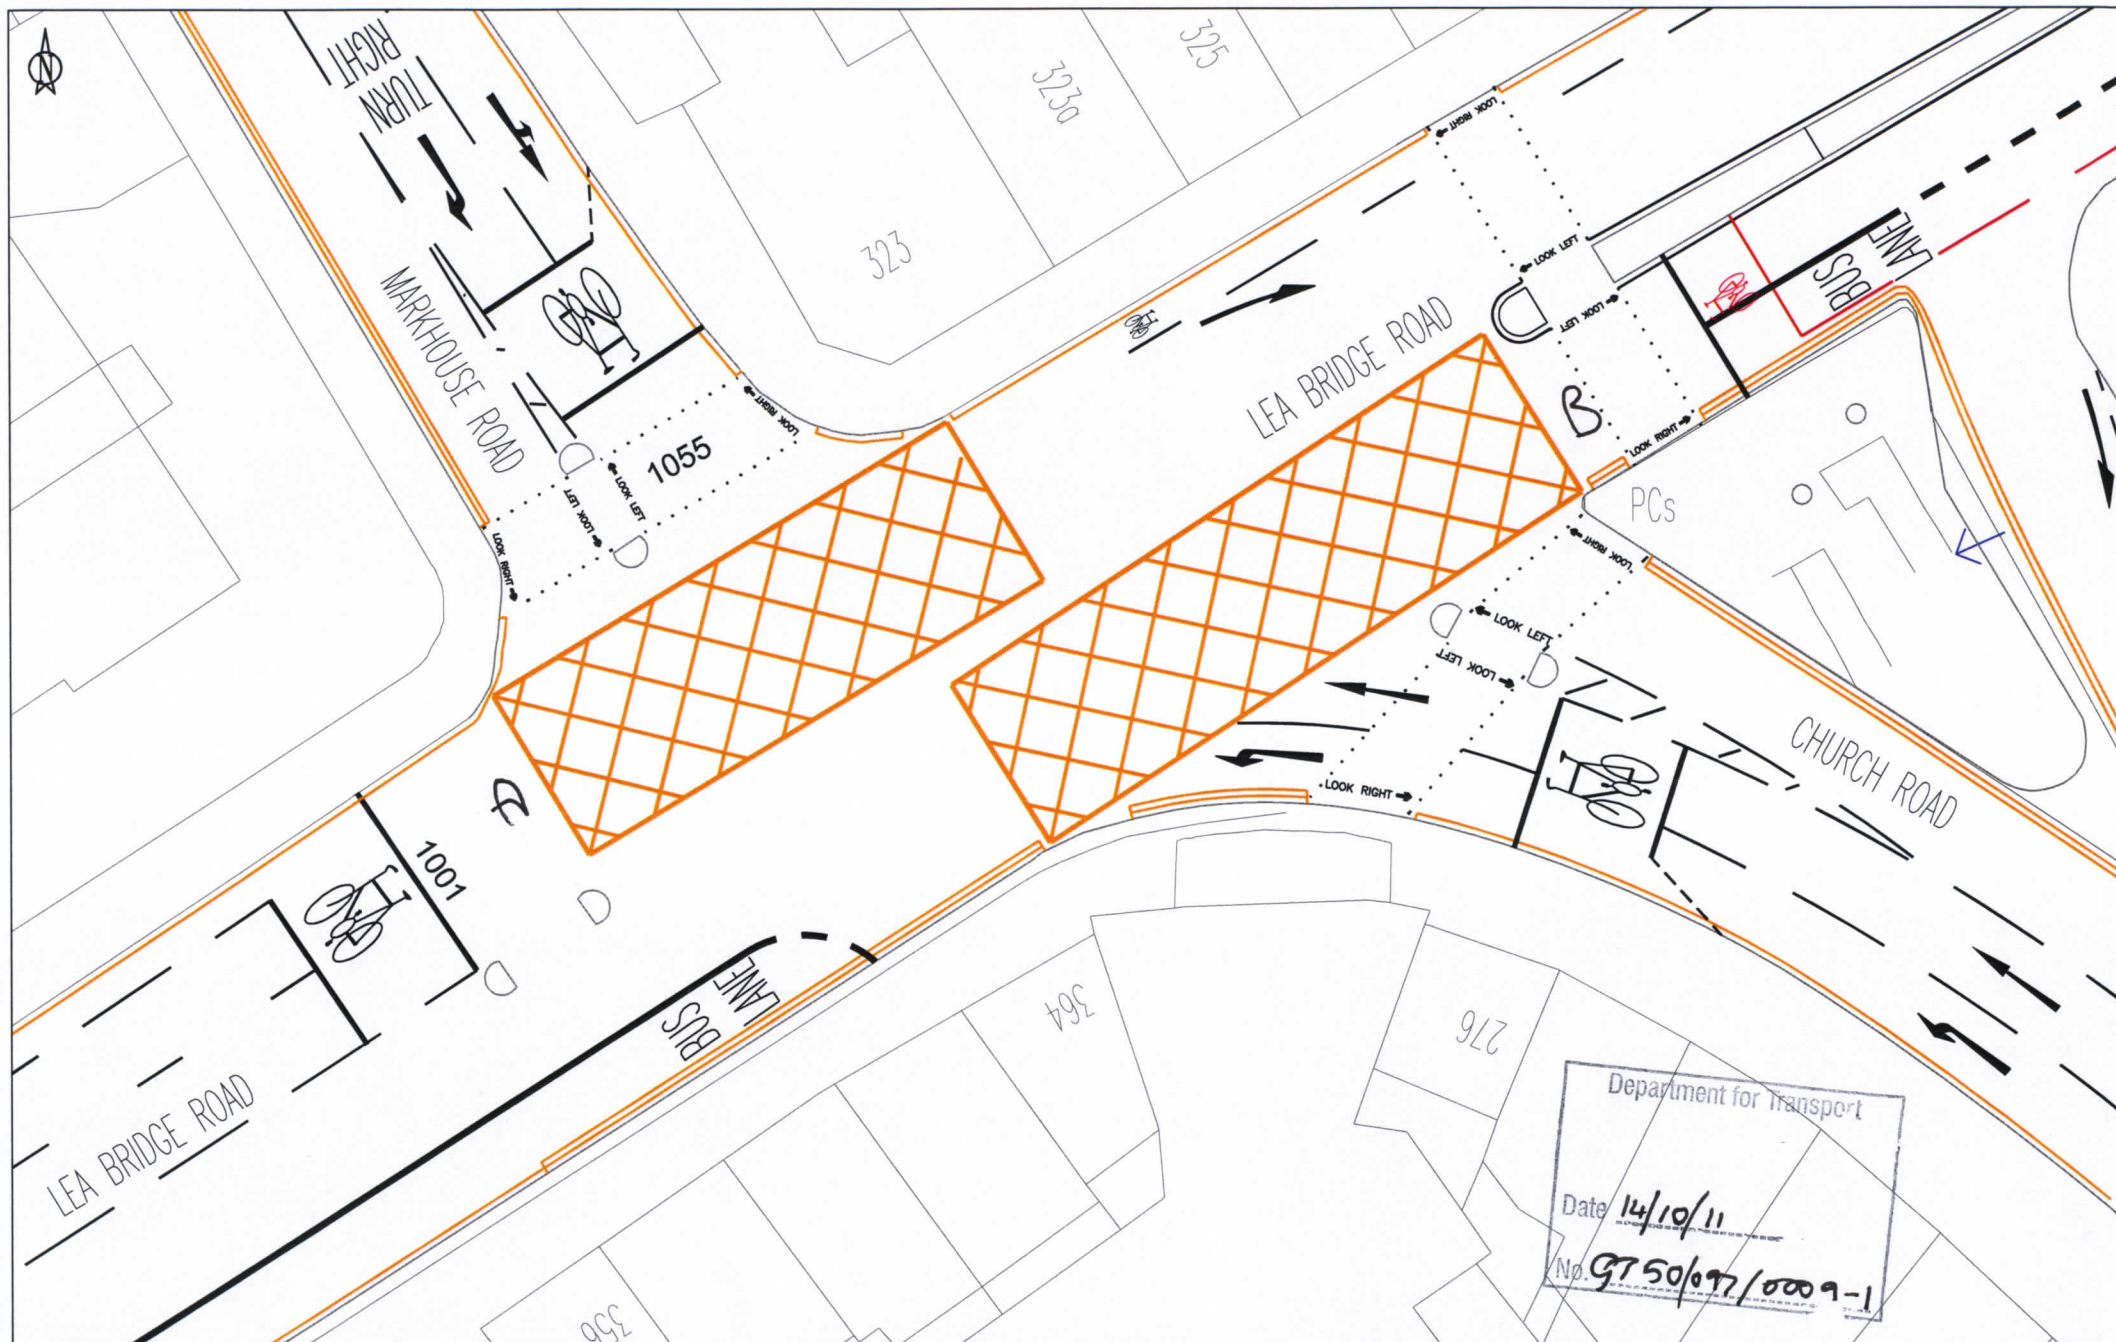 N
TURN
RIGHT
323
323a
325
LOOK RIGHT
LOOK LEFT
LOOK LEFT
LOOK RIGHT
BUS
LANE
MARKHOUSE ROAD
LEA BRIDGE ROAD
B
LOOK RIGHT
LOOK LEFT
LOOK LEFT
LOOK RIGHT
1055
PCs
LOOK RIGHT
LOOK LEFT
LOOK LEFT
LOOK RIGHT
CHURCH ROAD
1001
BUS
LANE
LEA BRIDGE ROAD
364
276
356
Department for Transport
Date 14/10/11
No. GT50/097/0009-1